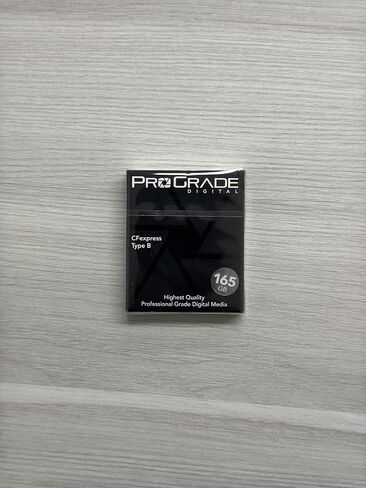 PROGRADE
DIGITAL
CFexpress
Type B
165
GB
Highest Quality
Professional Grade Digital Media